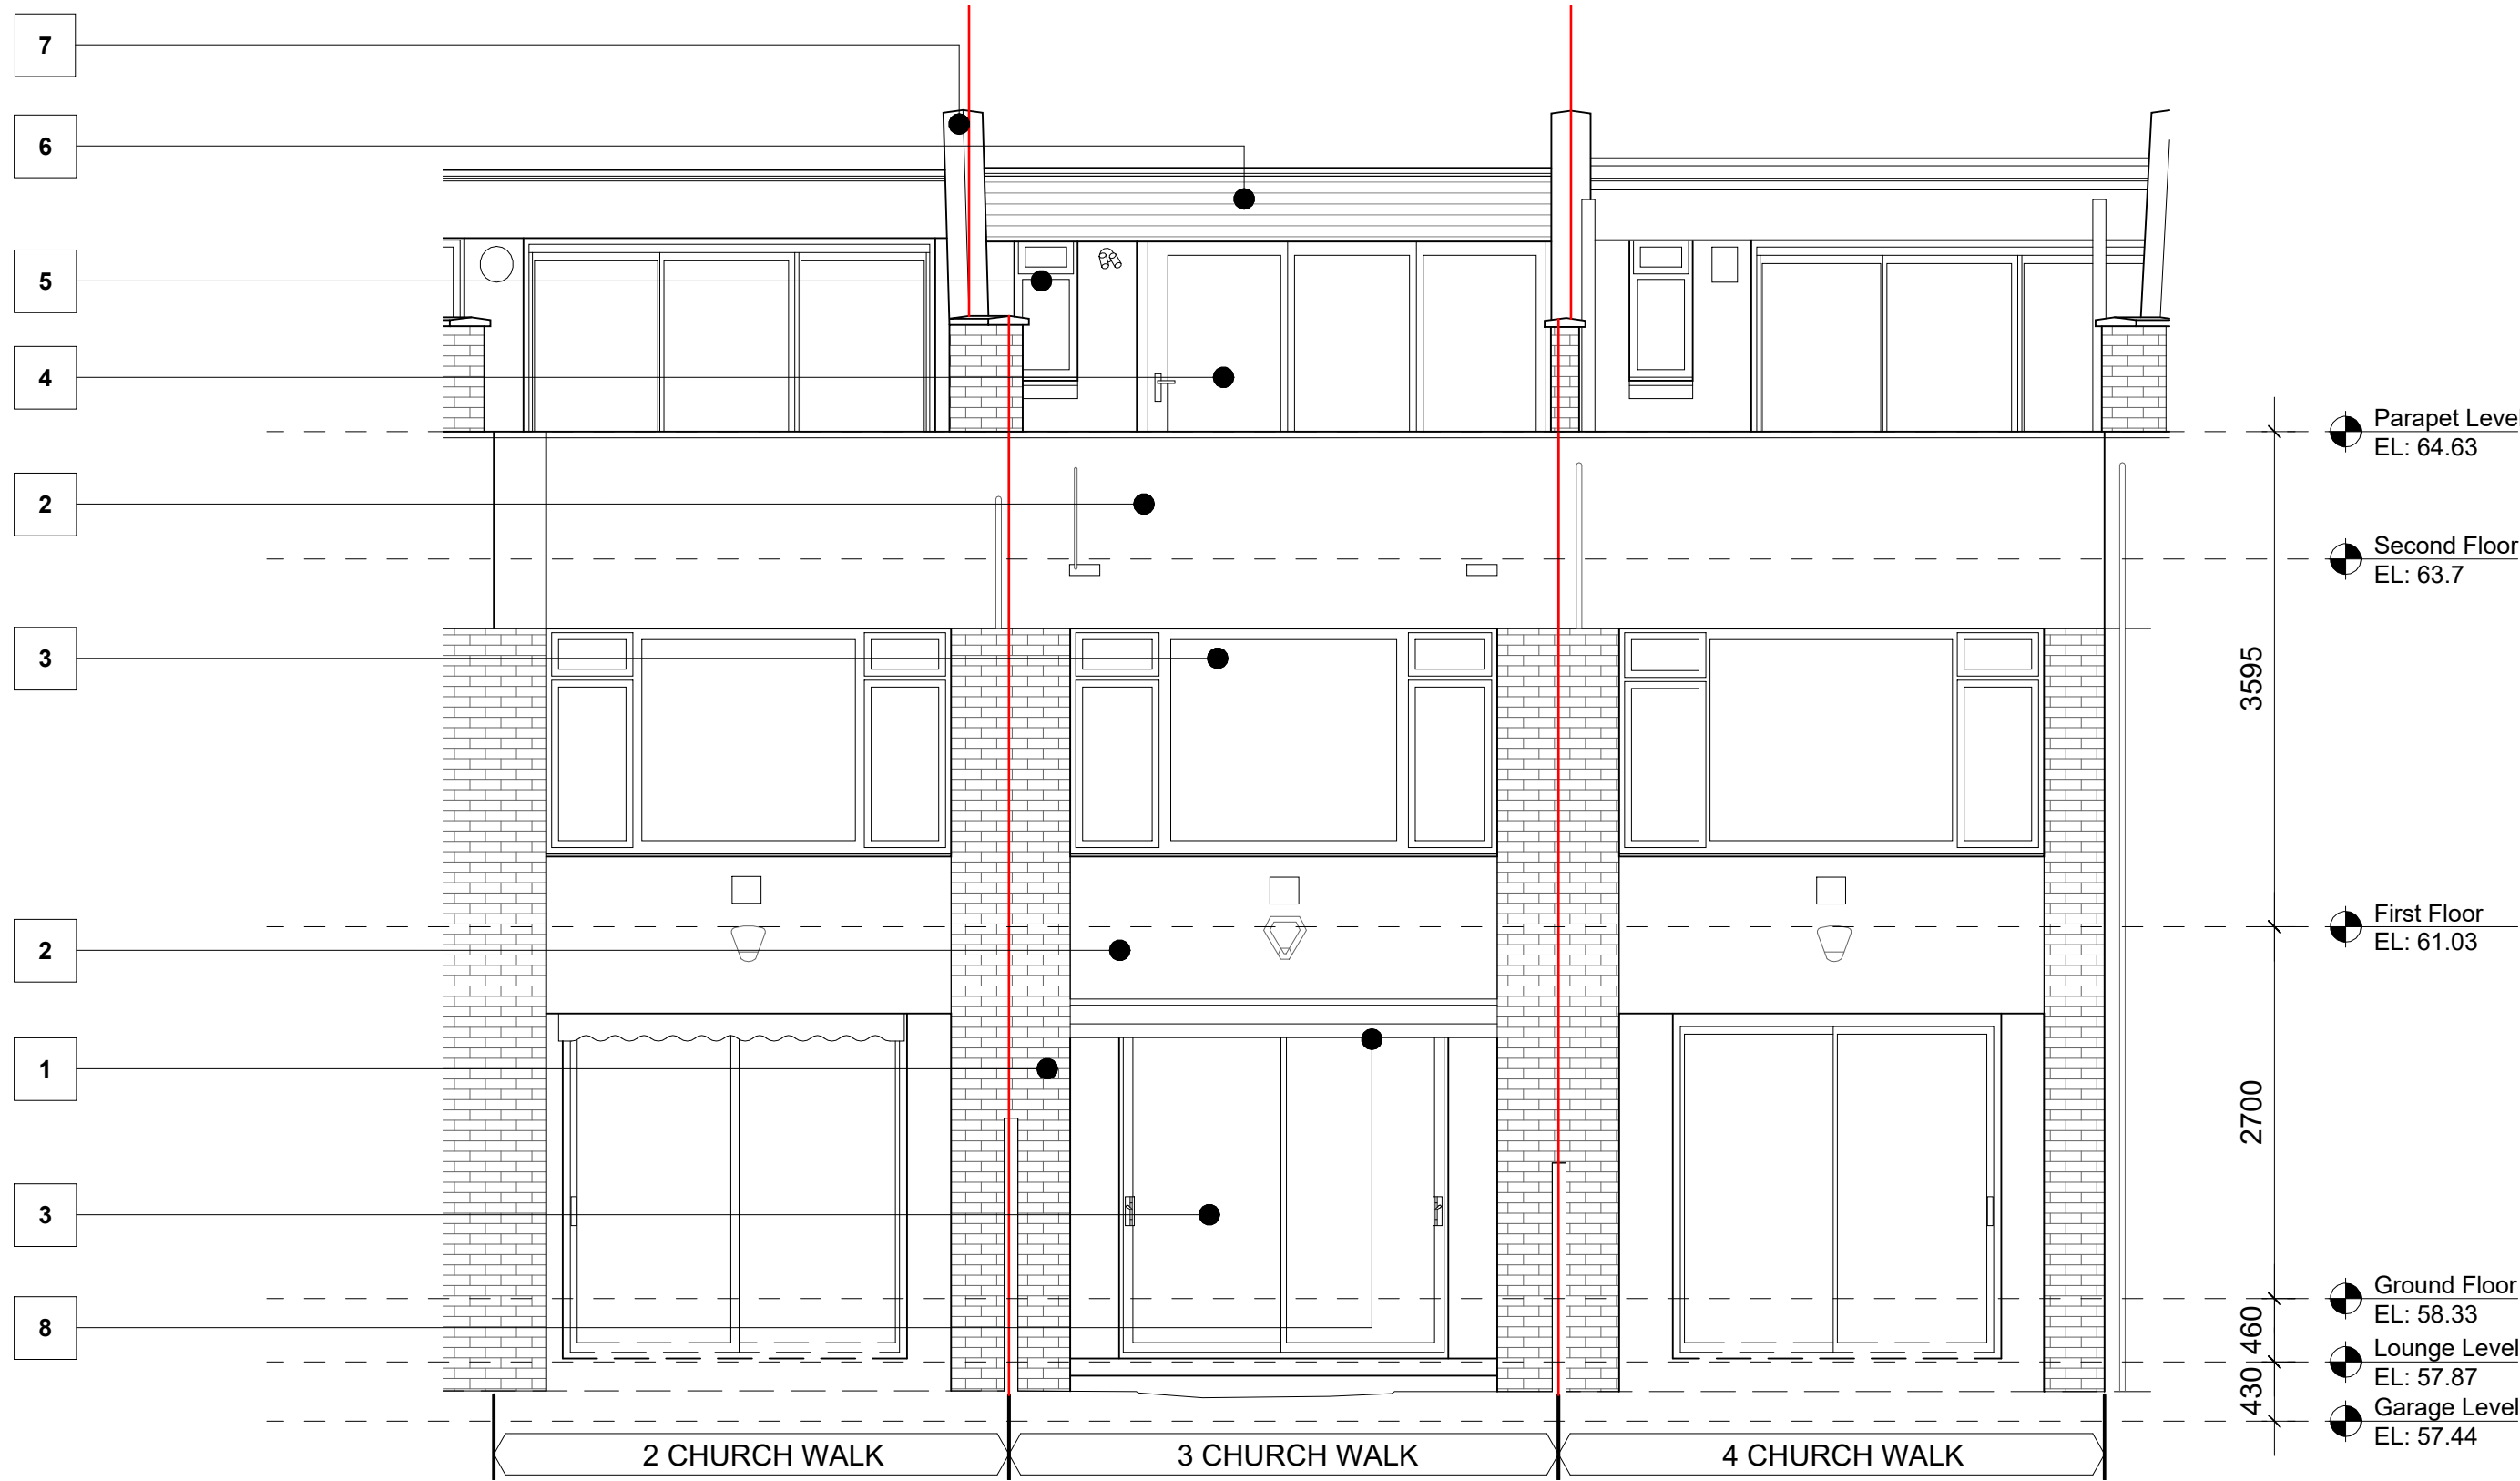 7
6
5
4
2
3
2
1
3
8
Parapet Level
EL: 64.63
Second Floor
EL: 63.7
3595
First Floor
EL: 61.03
2700
Ground Floor
EL: 58.33
460
Lounge Level
EL: 57.87
430
Garage Level
EL: 57.44
2 CHURCH WALK
3 CHURCH WALK
4 CHURCH WALK